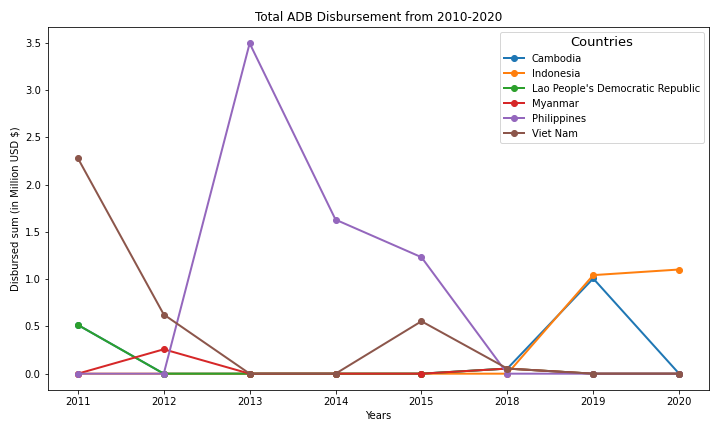 Total ADB Disbursement from 2010-2020
Countries
Cambodia
Indonesia
Lao People's Democratic Republic
Myanmar
Philippines
Viet Nam
Disbursed sum (in Million USD $)
3.5
3.0
2.5
2.0
1.5
1.0
0.5
0.0
2011 2012 2013 2014 2015 2018 2019 2020
Years